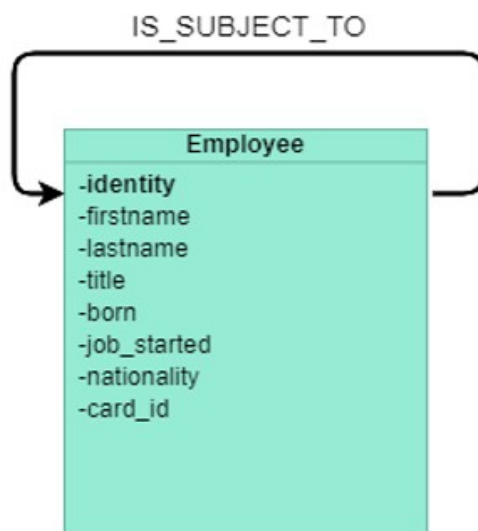 IS_SUBJECT_TO
Employee
-identity
-firstname
-lastname
-title
-born
-job_started
-nationality
-card_id